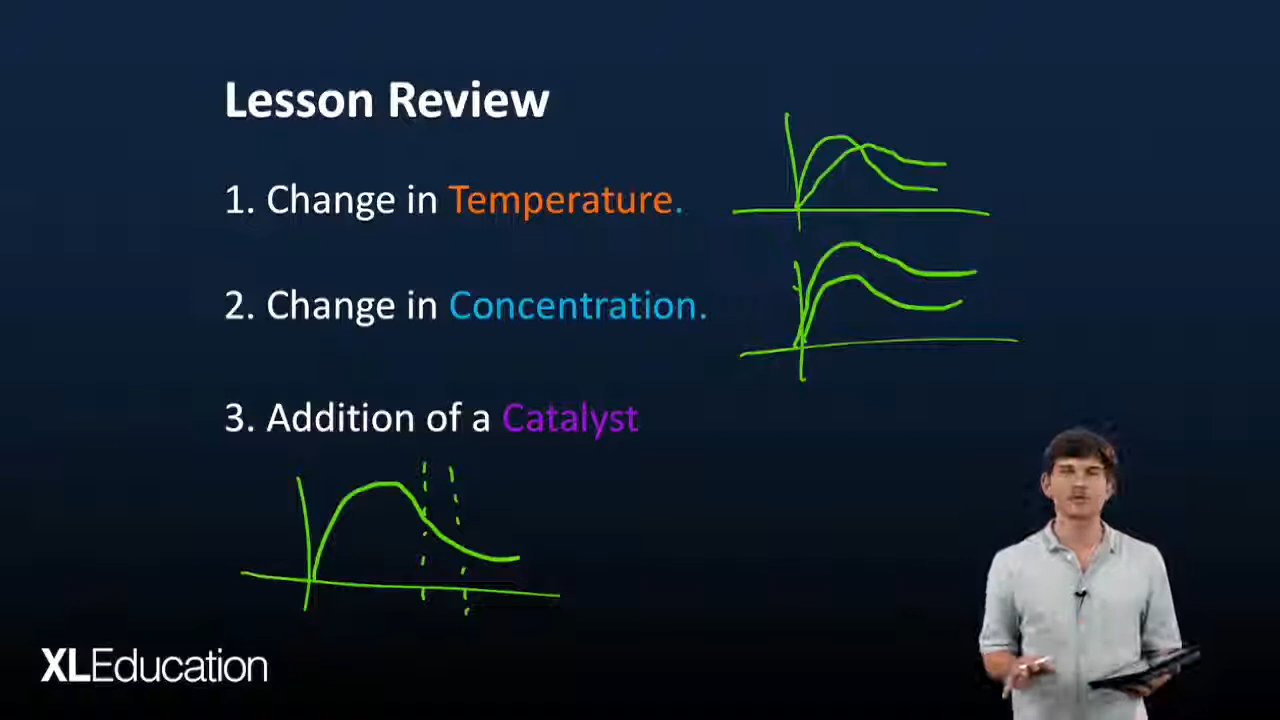 Lesson Review
1. Change in Temperature.
2. Change in Concentration.
3. Addition of a Catalyst
XLEducation